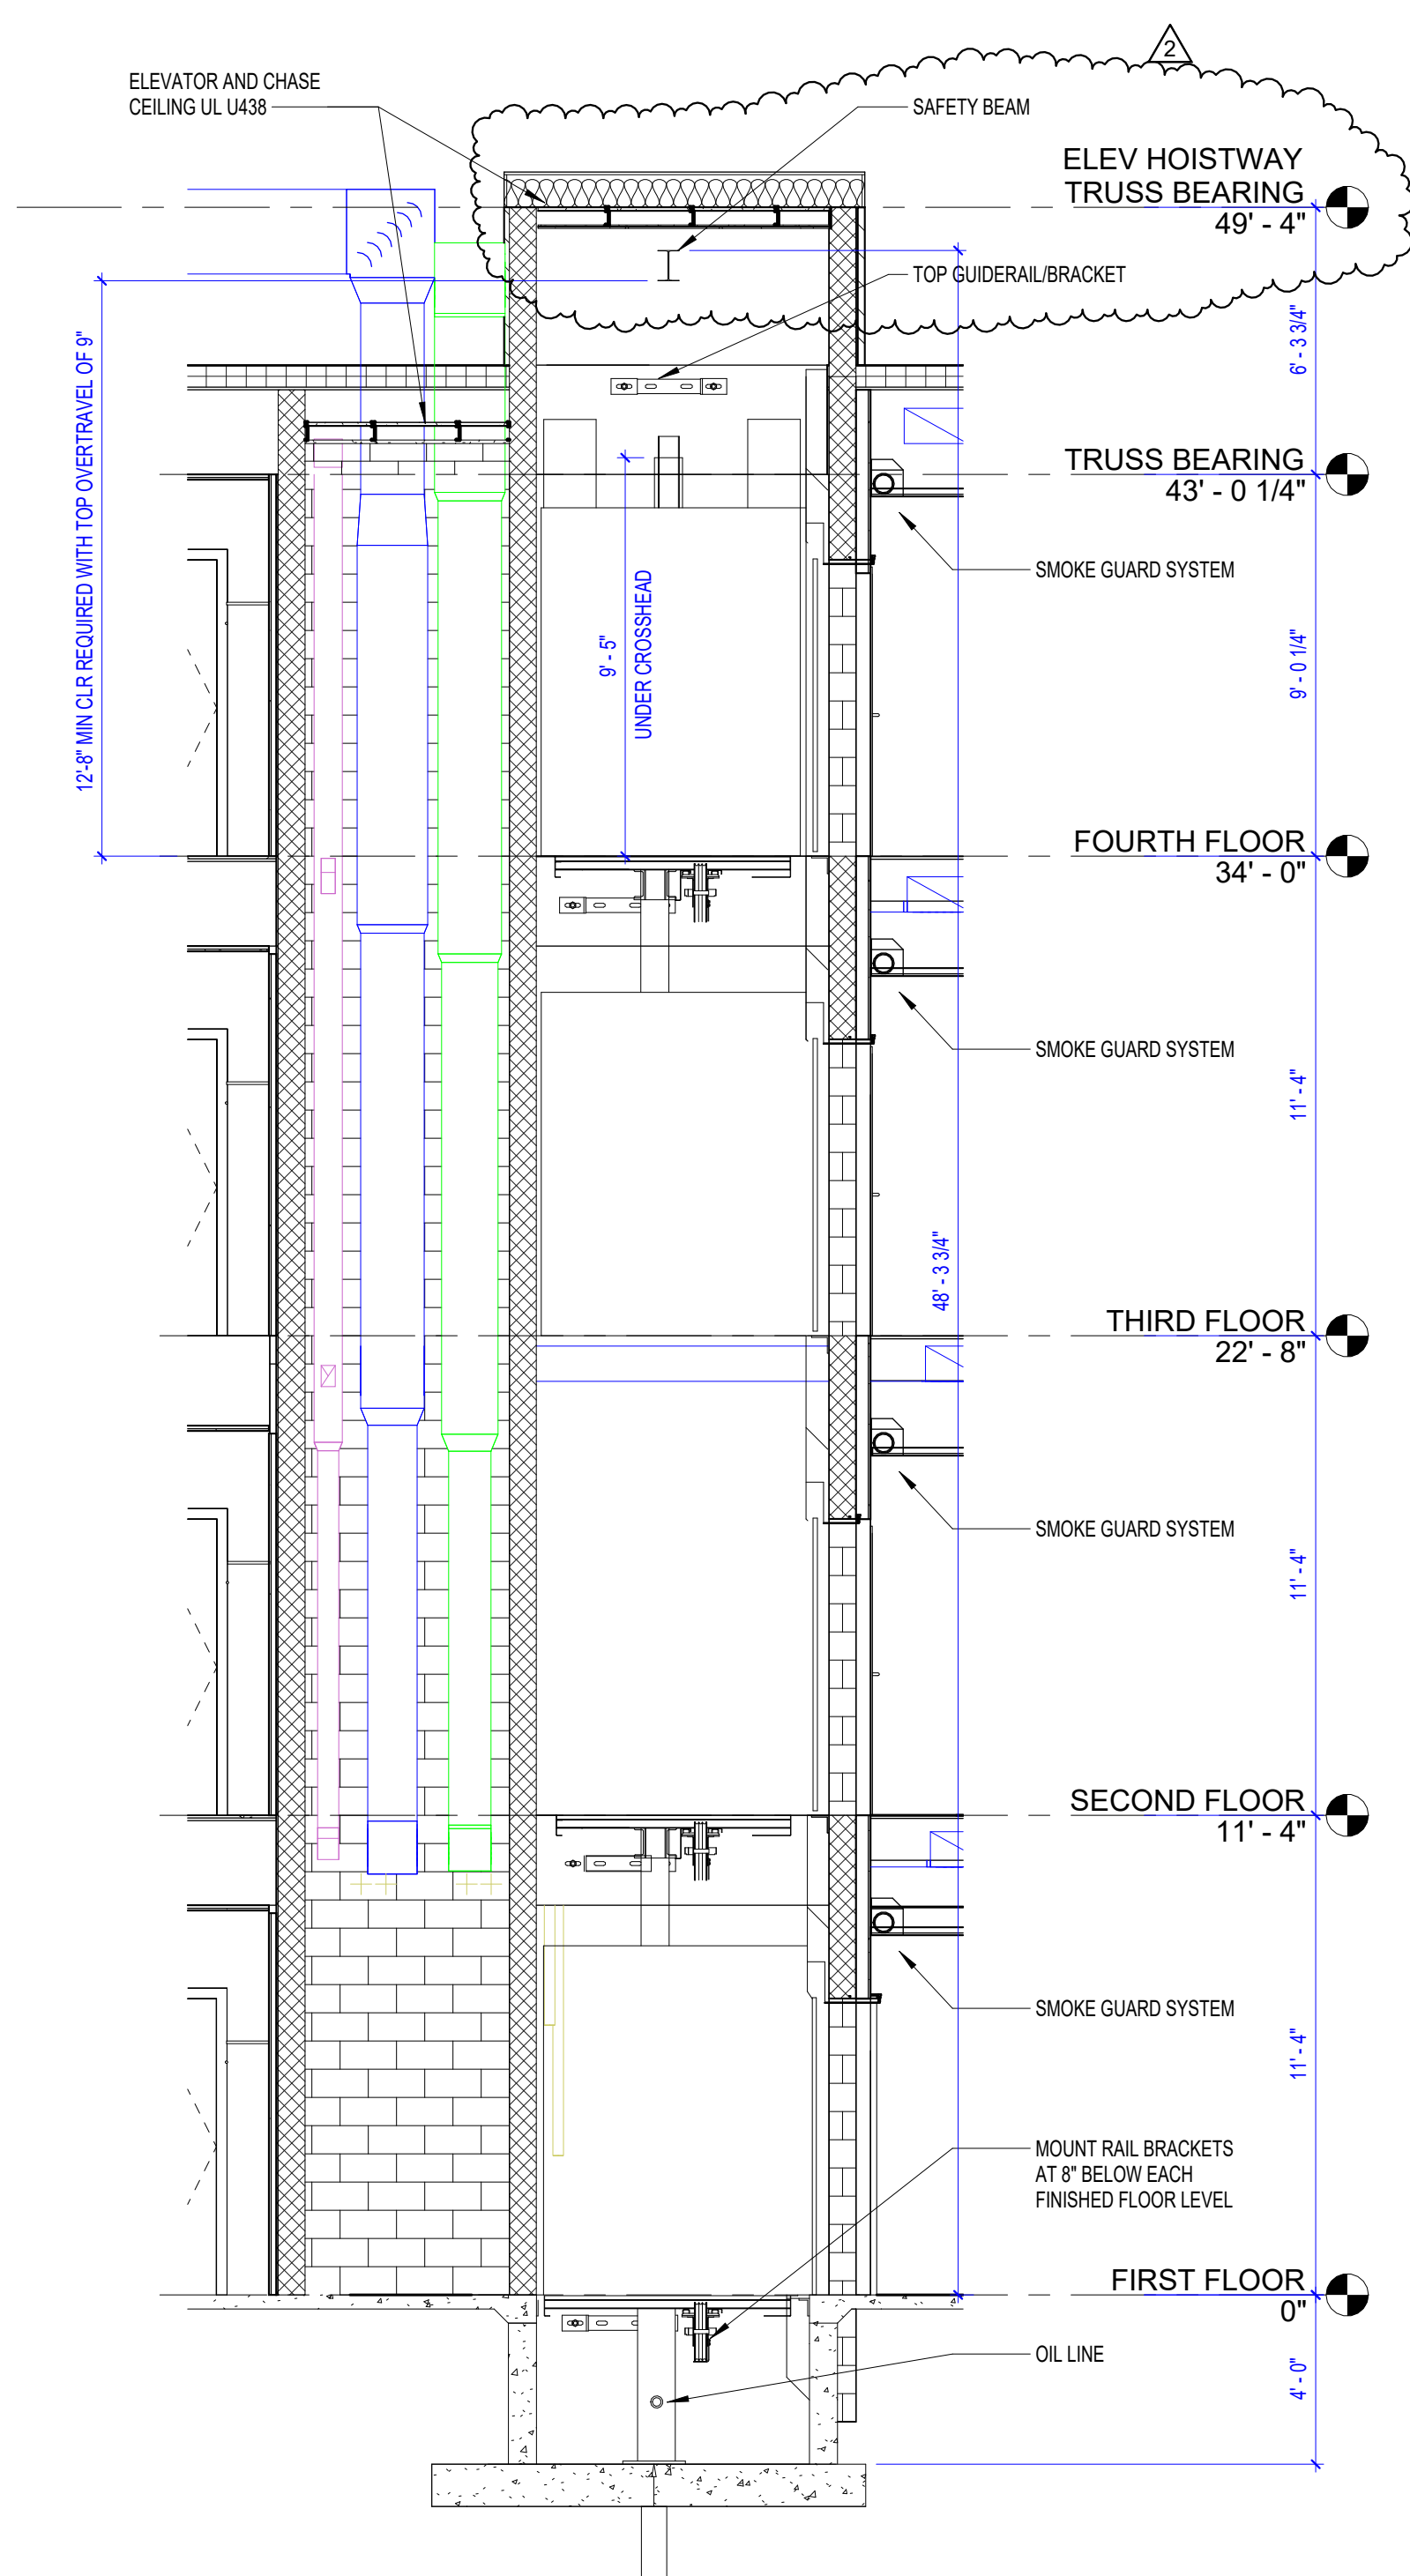 2
ELEVATOR AND CHASE
CEILING UL U438
SAFETY BEAM
ELEV HOISTWAY
TRUSS BEARING
49' - 4"
TOP GUIDERAIL/BRACKET
6' - 3 3/4"
12'-8" MIN CLR REQUIRED WITH TOP OVERTRAVEL OF 9"
TRUSS BEARING
43' - 0 1/4"
SMOKE GUARD SYSTEM
9' - 5"
UNDER CROSSHEAD
9' - 0 1/4"
FOURTH FLOOR
34' - 0"
SMOKE GUARD SYSTEM
11' - 4"
48' - 3 3/4"
THIRD FLOOR
22' - 8"
SMOKE GUARD SYSTEM
11' - 4"
SECOND FLOOR
11' - 4"
SMOKE GUARD SYSTEM
11' - 4"
MOUNT RAIL BRACKETS
AT 8" BELOW EACH
FINISHED FLOOR LEVEL
FIRST FLOOR
0"
OIL LINE
4' - 0"